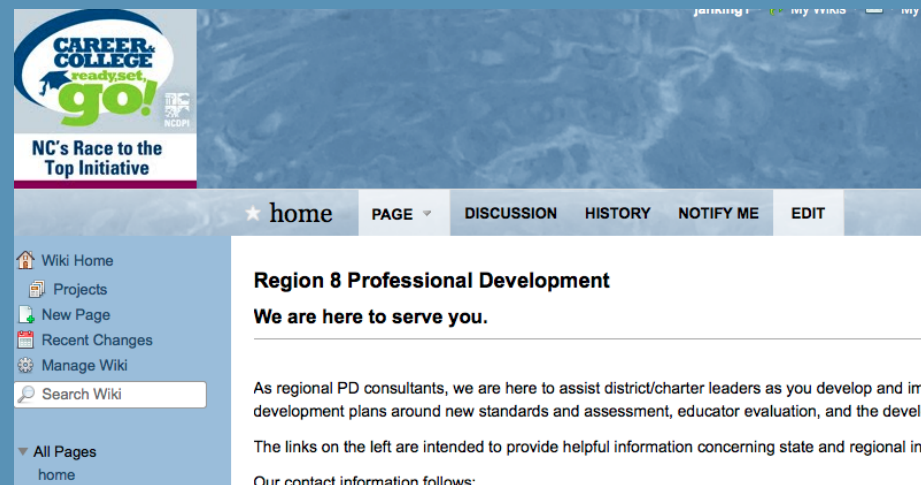 My Wikis
My
CAREER &
COLLEGE
ready, set,
go!
NCDPI
NC's Race to the
Top Initiative
home PAGE DISCUSSION HISTORY NOTIFY ME EDIT
Wiki Home
Projects
New Page
Recent Changes
Manage Wiki
Search Wiki
All Pages
home
Region 8 Professional Development
We are here to serve you.
As regional PD consultants, we are here to assist district/charter leaders as you develop and im
development plans around new standards and assessment, educator evaluation, and the devel
The links on the left are intended to provide helpful information concerning state and regional in
Our contact information follows: